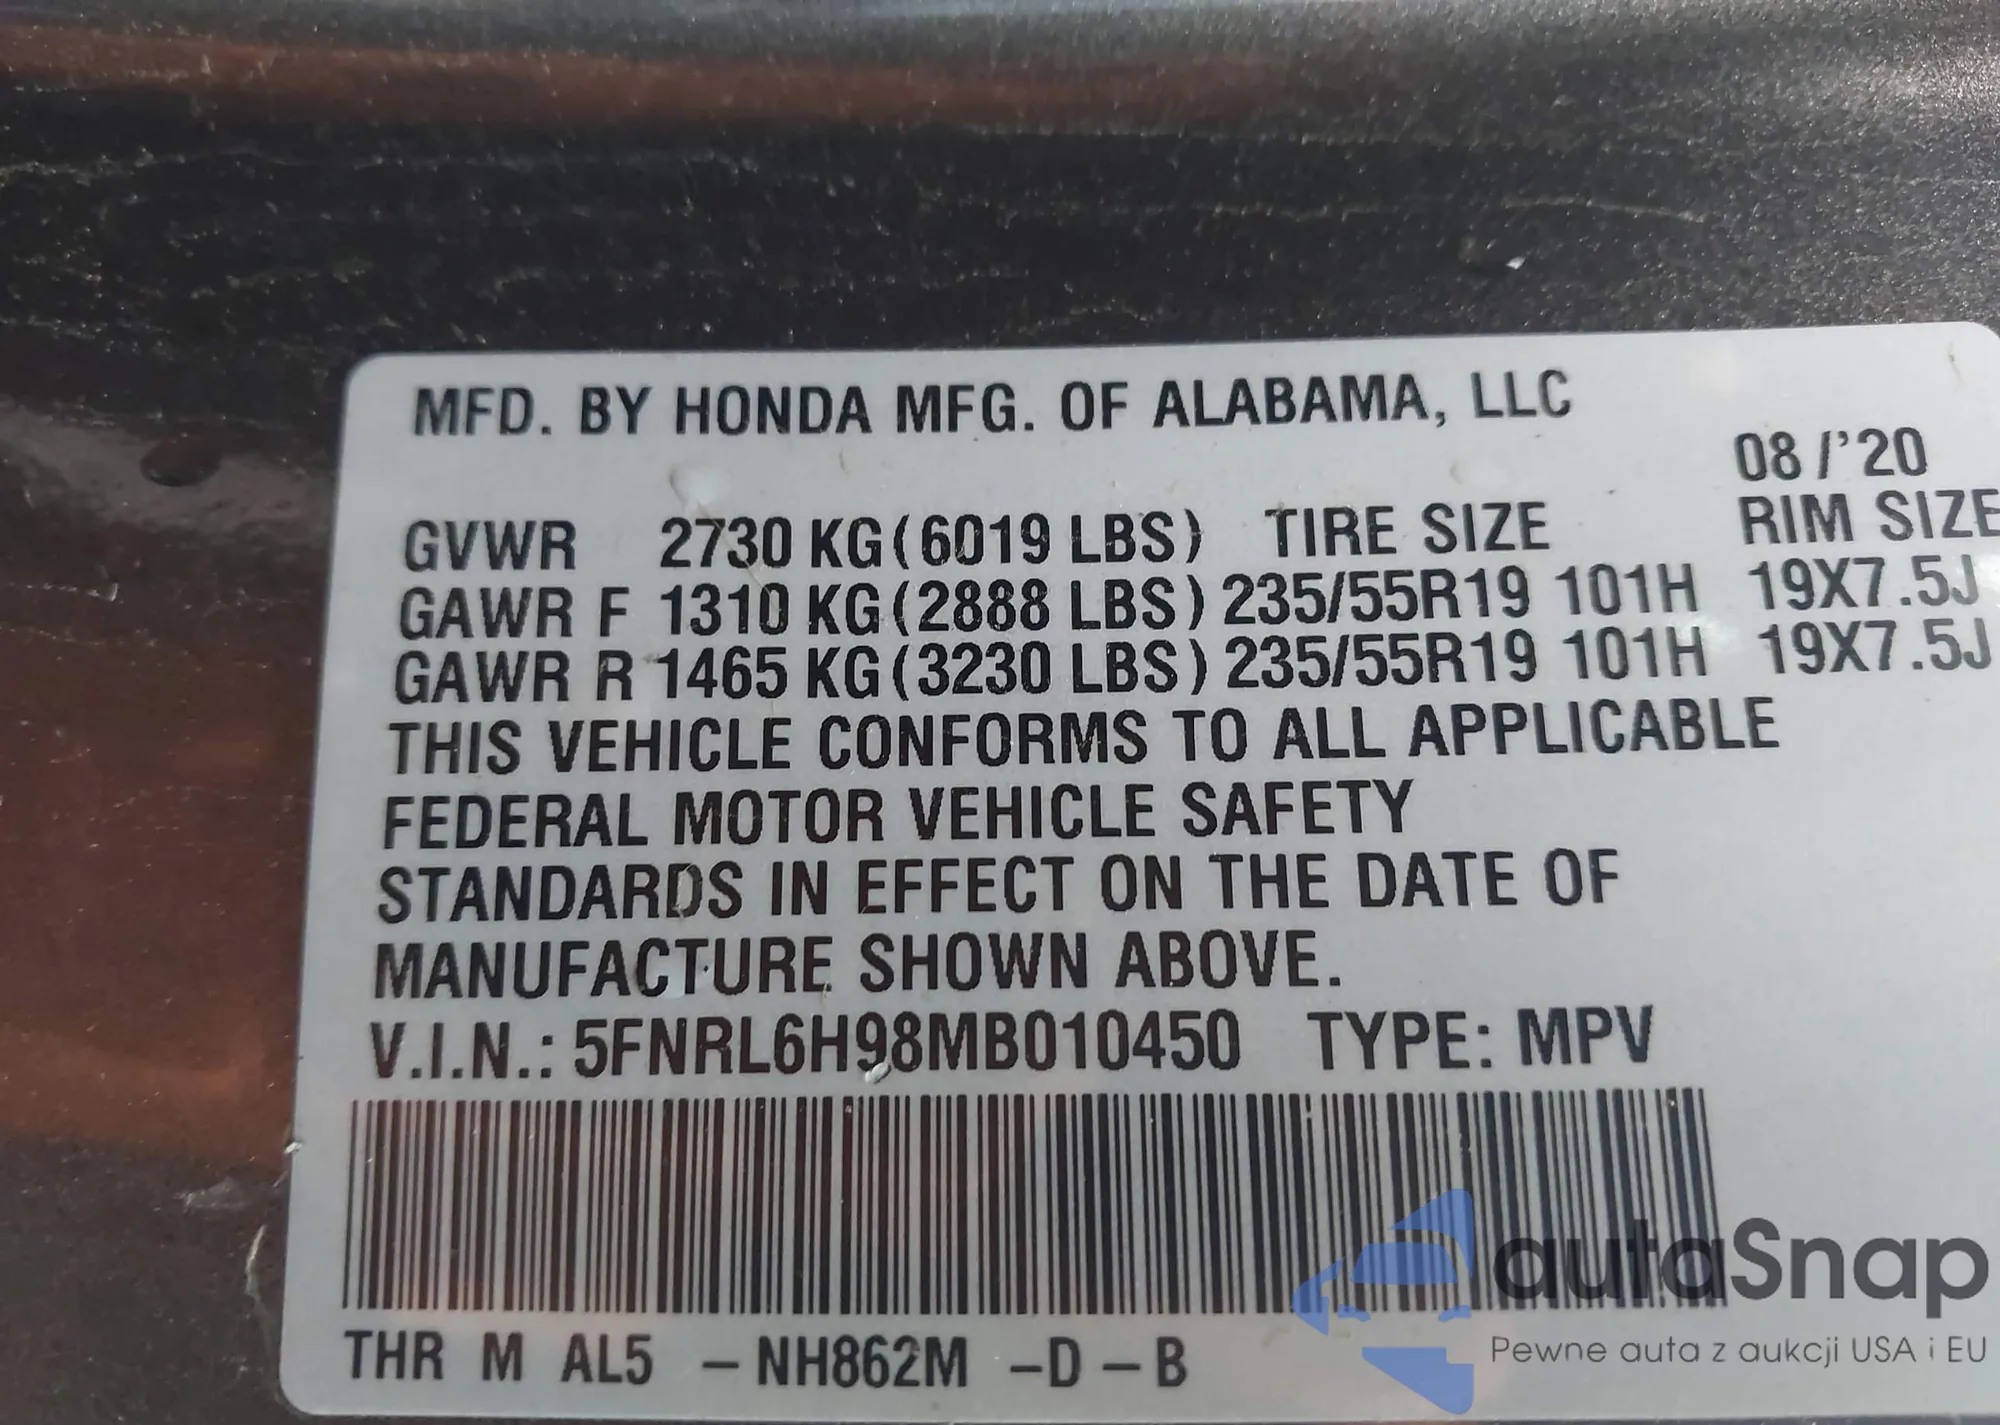 MFD. BY HONDA MFG. OF ALABAMA, LLC
08/'20
GVWR 2730 KG(6019 LBS) TIRE SIZE RIM SIZE
GAWR F 1310 KG(2888 LBS) 235/55R19 101H 19X7.5J
GAWR R 1465 KG(3230 LBS) 235/55R19 101H 19X7.5J
THIS VEHICLE CONFORMS TO ALL APPLICABLE
FEDERAL MOTOR VEHICLE SAFETY
STANDARDS IN EFFECT ON THE DATE OF
MANUFACTURE SHOWN ABOVE.
V.I.N.: 5FNRL6H98MB010450 TYPE: MPV
THR M AL5 -NH862M -D-B
autaSnap
Pewne auta z aukcji USA i EU